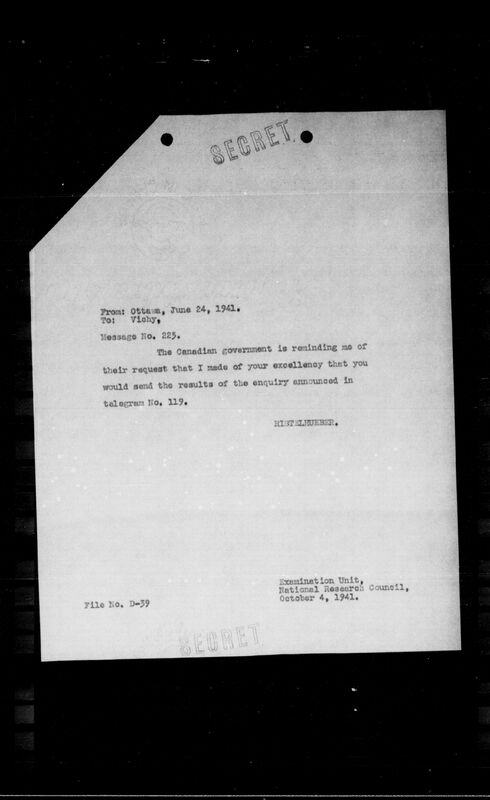 SECRET
From: Ottawa, June 24, 1941.
To: Vichy,
Message No. 225.
The Canadian government is reminding me of
their request that I made of your excellency that you
would send the results of the enquiry announced in
telegram No. 119.
RISTELHUEBER.
Examination Unit,
National Research Council,
October 4, 1941.
File No. D-39
SECRET